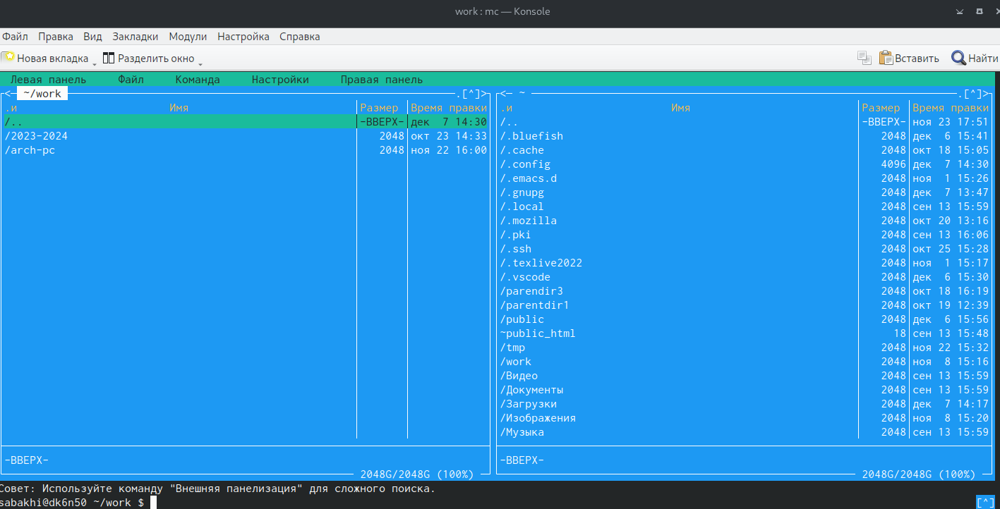 work : mc — Konsole
Файл Правка Вид Закладки Модули Настройка Справка
Новая вкладка Разделить окно Вставить Найти
Левая панель Файл Команда Настройки Правая панель
<— ~/work .[^]> <— ~ .[^]>
.и Имя Размер Время правки .и Имя Размер Время правки
/.. -ВВЕРХ- дек 7 14:30 /.. -ВВЕРХ- ноя 23 17:51
/2023-2024 2048 окт 23 14:33 /.bluefish 2048 дек 6 15:41
/arch-pc 2048 ноя 22 16:00 /.cache 2048 окт 18 15:05
/.config 4096 дек 7 14:30
/.emacs.d 2048 ноя 1 15:26
/.gnupg 2048 дек 7 13:47
/.local 2048 сен 13 15:59
/.mozilla 2048 окт 20 13:16
/.pki 2048 сен 13 16:06
/.ssh 2048 окт 25 15:28
/.texlive2022 2048 ноя 1 15:17
/.vscode 2048 дек 6 15:30
/parendir3 2048 окт 18 16:19
/parentdir1 2048 окт 19 12:39
/public 2048 дек 6 15:56
~public_html 18 сен 13 15:48
/tmp 2048 ноя 22 15:32
/work 2048 ноя 8 15:16
/Видео 2048 сен 13 15:59
/Документы 2048 сен 13 15:59
/Загрузки 2048 дек 7 14:17
/Изображения 2048 ноя 8 15:20
/Музыка 2048 сен 13 15:59
-ВВЕРХ- -ВВЕРХ-
2048G/2048G (100%) 2048G/2048G (100%)
Совет: Используйте команду "Внешняя панелизация" для сложного поиска.
sabakhi@dk6n50 ~/work $ [^]